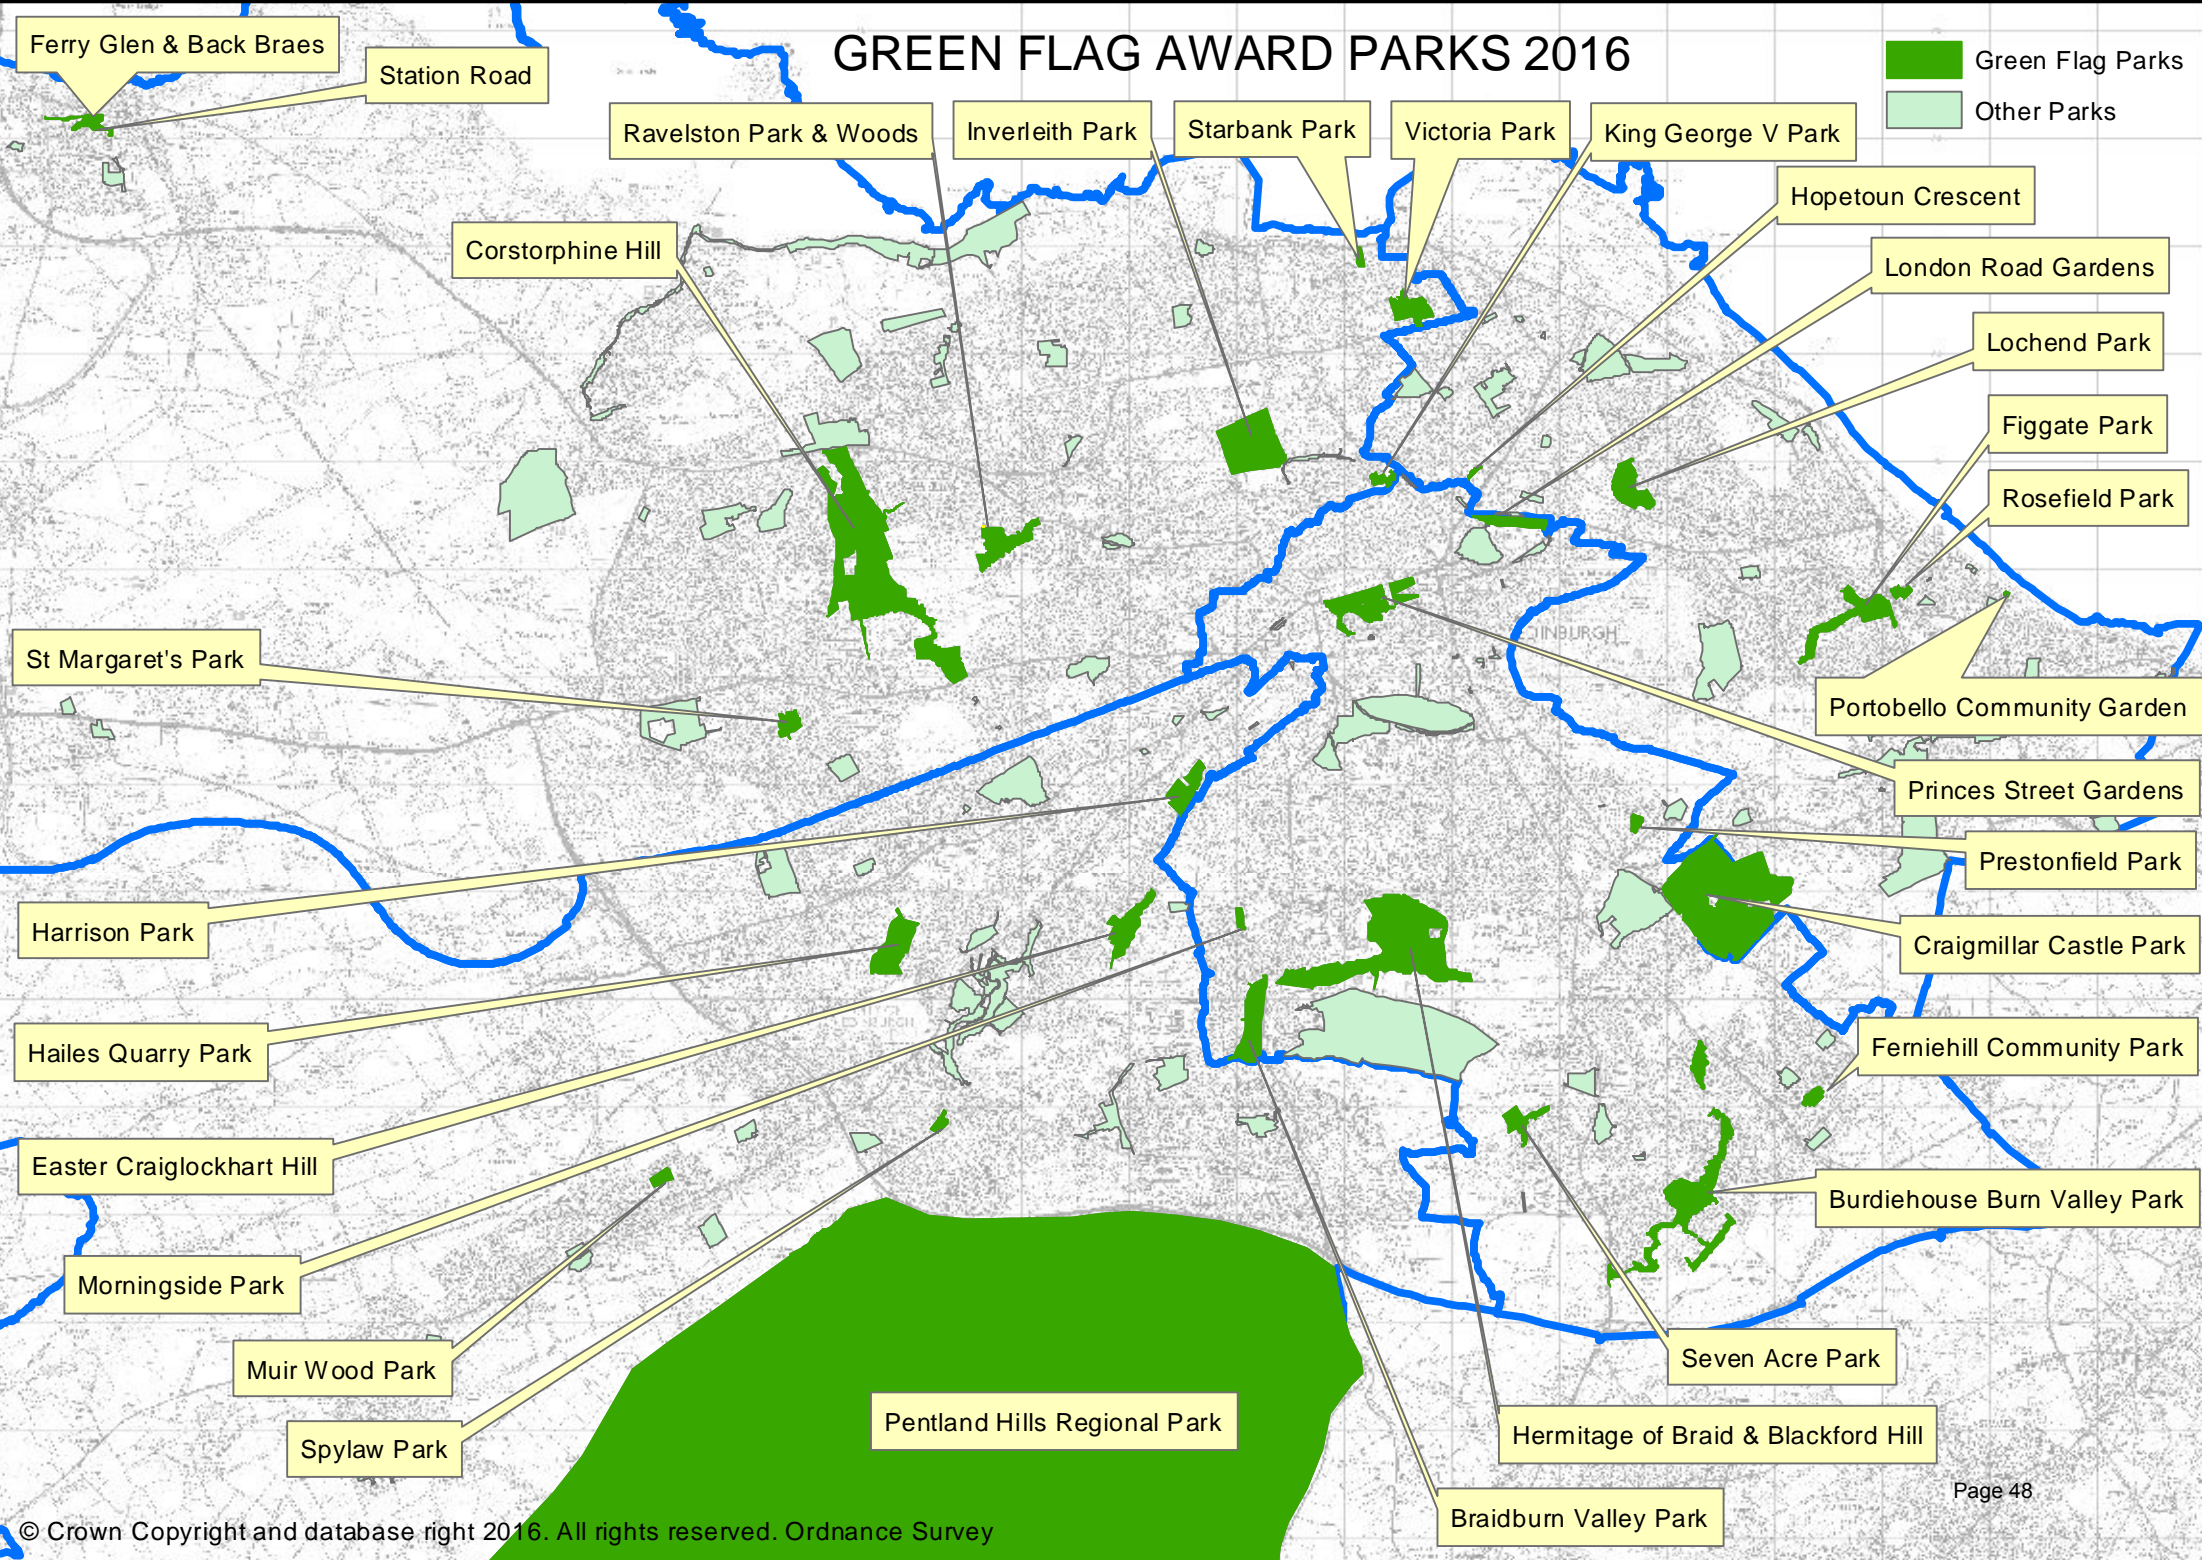 GREEN FLAG AWARD PARKS 2016
Green Flag Parks
Other Parks
Ferry Glen & Back Braes
Station Road
Ravelston Park & Woods
Inverleith Park
Starbank Park
Victoria Park
King George V Park
Hopetoun Crescent
Corstorphine Hill
London Road Gardens
Lochend Park
Figgate Park
Rosefield Park
St Margaret's Park
Portobello Community Garden
Princes Street Gardens
Prestonfield Park
Harrison Park
Craigmillar Castle Park
Hailes Quarry Park
Ferniehill Community Park
Easter Craiglockhart Hill
Burdiehouse Burn Valley Park
Morningside Park
Muir Wood Park
Seven Acre Park
Spylaw Park
Pentland Hills Regional Park
Hermitage of Braid & Blackford Hill
Braidburn Valley Park
Page 48
© Crown Copyright and database right 2016. All rights reserved. Ordnance Survey